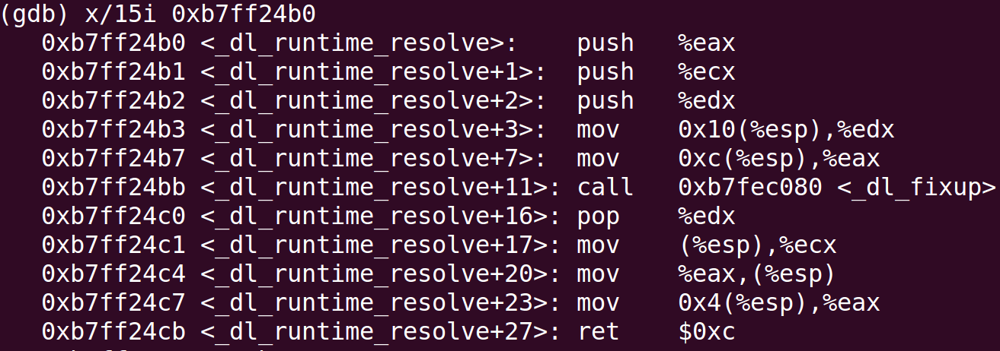 (gdb) x/15i 0xb7ff24b0
   0xb7ff24b0 <_dl_runtime_resolve>:	push   %eax
   0xb7ff24b1 <_dl_runtime_resolve+1>:	push   %ecx
   0xb7ff24b2 <_dl_runtime_resolve+2>:	push   %edx
   0xb7ff24b3 <_dl_runtime_resolve+3>:	mov    0x10(%esp),%edx
   0xb7ff24b7 <_dl_runtime_resolve+7>:	mov    0xc(%esp),%eax
   0xb7ff24bb <_dl_runtime_resolve+11>:	call   0xb7fec080 <_dl_fixup>
   0xb7ff24c0 <_dl_runtime_resolve+16>:	pop    %edx
   0xb7ff24c1 <_dl_runtime_resolve+17>:	mov    (%esp),%ecx
   0xb7ff24c4 <_dl_runtime_resolve+20>:	mov    %eax,(%esp)
   0xb7ff24c7 <_dl_runtime_resolve+23>:	mov    0x4(%esp),%eax
   0xb7ff24cb <_dl_runtime_resolve+27>:	ret    $0xc